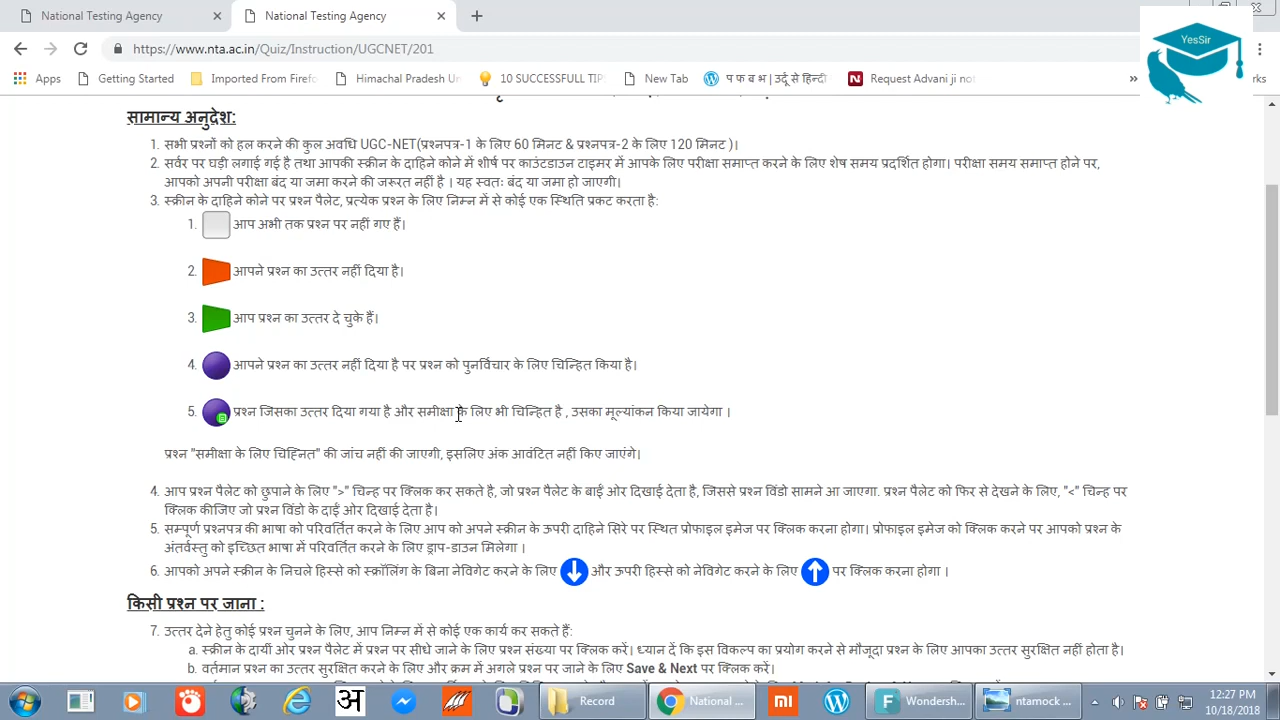 National Testing Agency
National Testing Agency
https://www.nta.ac.in/Quiz/Instruction/UGCNET/201
YesSir
Apps
Getting Started
Imported From Firefo
Himachal Pradesh Un
10 SUCCESSFULL TIP
New Tab
प फ ब भ | उर्दू से हिन्दी
Request Advani ji not
»
rks
सामान्य अनुदेश:
1. सभी प्रश्नों को हल करने की कुल अवधि UGC-NET(प्रश्नपत्र-1 के लिए 60 मिनट & प्रश्नपत्र-2 के लिए 120 मिनट )।
2. सर्वर पर घड़ी लगाई गई है तथा आपकी स्क्रीन के दाहिने कोने में शीर्ष पर काउंटडाउन टाइमर में आपके लिए परीक्षा समाप्त करने के लिए शेष समय प्रदर्शित होगा। परीक्षा समय समाप्त होने पर,
आपको अपनी परीक्षा बंद या जमा करने की जरूरत नहीं है । यह स्वतः बंद या जमा हो जाएगी।
3. स्क्रीन के दाहिने कोने पर प्रश्न पैलेट, प्रत्येक प्रश्न के लिए निम्न में से कोई एक स्थिति प्रकट करता है:
1. आप अभी तक प्रश्न पर नहीं गए हैं।
2. आपने प्रश्न का उत्तर नहीं दिया है।
3. आप प्रश्न का उत्तर दे चुके हैं।
4. आपने प्रश्न का उत्तर नहीं दिया है पर प्रश्न को पुनर्विचार के लिए चिन्हित किया है।
5. प्रश्न जिसका उत्तर दिया गया है और समीक्षा के लिए भी चिन्हित है , उसका मूल्यांकन किया जायेगा ।
प्रश्न "समीक्षा के लिए चिह्नित" की जांच नहीं की जाएगी, इसलिए अंक आवंटित नहीं किए जाएंगे।
4. आप प्रश्न पैलेट को छुपाने के लिए ">" चिन्ह पर क्लिक कर सकते है, जो प्रश्न पैलेट के बाईं ओर दिखाई देता है, जिससे प्रश्न विंडो सामने आ जाएगा. प्रश्न पैलेट को फिर से देखने के लिए, "<" चिन्ह पर
क्लिक कीजिए जो प्रश्न विंडो के दाईं ओर दिखाई देता है।
5. सम्पूर्ण प्रश्नपत्र की भाषा को परिवर्तित करने के लिए आप को अपने स्क्रीन के ऊपरी दाहिने सिरे पर स्थित प्रोफाइल इमेज पर क्लिक करना होगा। प्रोफाइल इमेज को क्लिक करने पर आपको प्रश्न के
अंतर्वस्तु को इच्छित भाषा में परिवर्तित करने के लिए ड्राप-डाउन मिलेगा ।
6. आपको अपने स्क्रीन के निचले हिस्से को स्क्रॉलिंग के बिना नेविगेट करने के लिए और ऊपरी हिस्से को नेविगेट करने के लिए पर क्लिक करना होगा ।
किसी प्रश्न पर जाना :
7. उत्तर देने हेतु कोई प्रश्न चुनने के लिए, आप निम्न में से कोई एक कार्य कर सकते हैं:
a. स्क्रीन के दायीं ओर प्रश्न पैलेट में प्रश्न पर सीधे जाने के लिए प्रश्न संख्या पर क्लिक करें। ध्यान दें कि इस विकल्प का प्रयोग करने से मौजूदा प्रश्न के लिए आपका उत्तर सुरक्षित नहीं होता है।
b. वर्तमान प्रश्न का उत्तर सुरक्षित करने के लिए और क्रम में अगले प्रश्न पर जाने के लिए Save & Next पर क्लिक करें।
अ
Record
National ...
mi
Wondersh...
ntamock ...
12:27 PM
10/18/2018